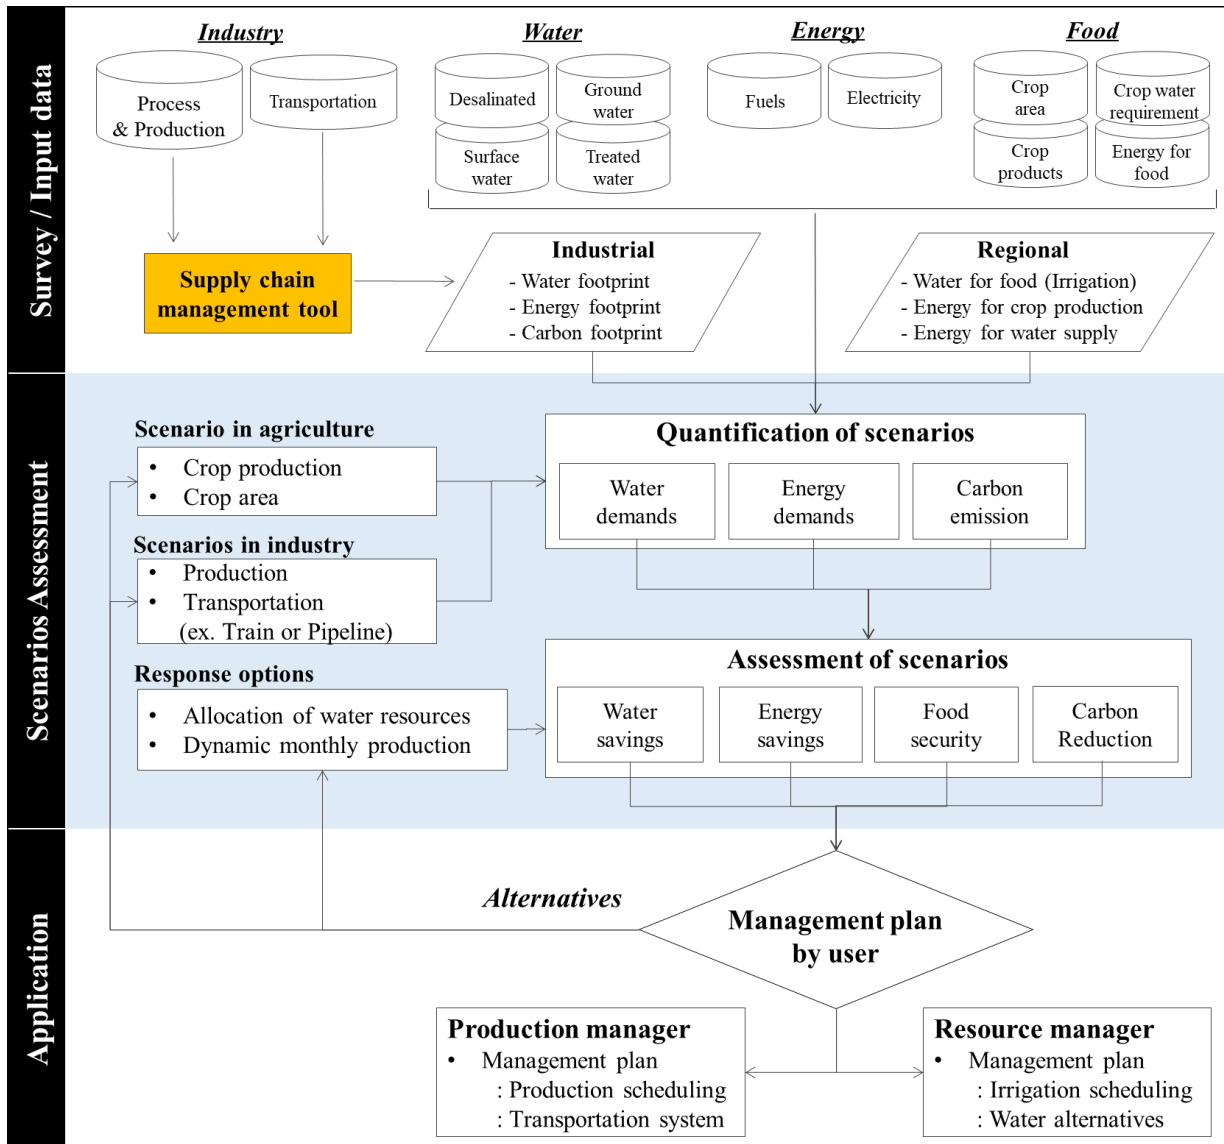 Survey / Input data
Industry
Water
Energy
Food
Process
& Production
Transportation
Desalinated
Ground
water
Surface
water
Treated
water
Fuels
Electricity
Crop
area
Crop water
requirement
Crop
products
Energy for
food
Supply chain
management tool
Industrial
- Water footprint
- Energy footprint
- Carbon footprint
Regional
- Water for food (Irrigation)
- Energy for crop production
- Energy for water supply
Scenarios Assessment
Scenario in agriculture
• Crop production
• Crop area
Scenarios in industry
• Production
• Transportation
(ex. Train or Pipeline)
Response options
• Allocation of water resources
• Dynamic monthly production
Quantification of scenarios
Water
demands
Energy
demands
Carbon
emission
Assessment of scenarios
Water
savings
Energy
savings
Food
security
Carbon
Reduction
Application
Alternatives
Management plan
by user
Production manager
• Management plan
: Production scheduling
: Transportation system
Resource manager
• Management plan
: Irrigation scheduling
: Water alternatives